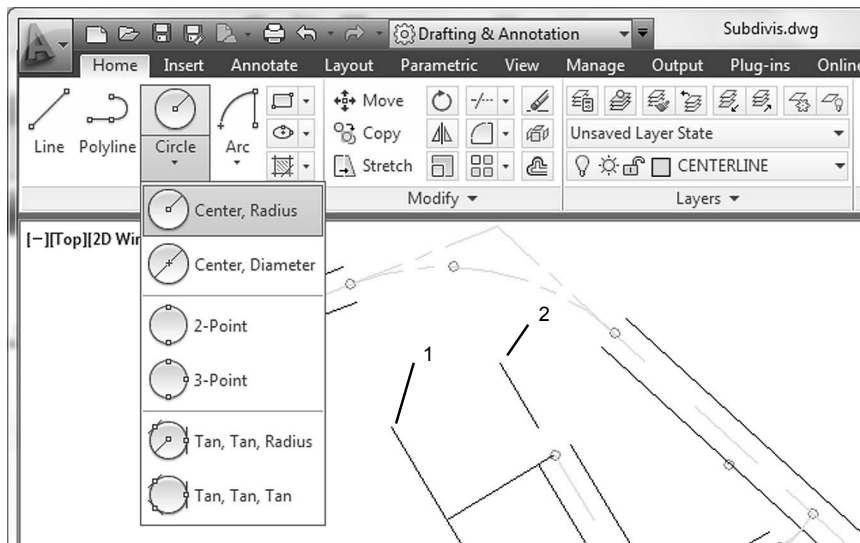 Drafting & Annotation Subdivis.dwg
Home Insert Annotate Layout Parametric View Manage Output Plug-ins Online
Line Polyline Circle Arc
Move
Copy
Stretch
Modify
Unsaved Layer State
CENTERLINE
Layers
[−][Top][2D Wir
Center, Radius
Center, Diameter
2-Point
3-Point
Tan, Tan, Radius
Tan, Tan, Tan
1
2